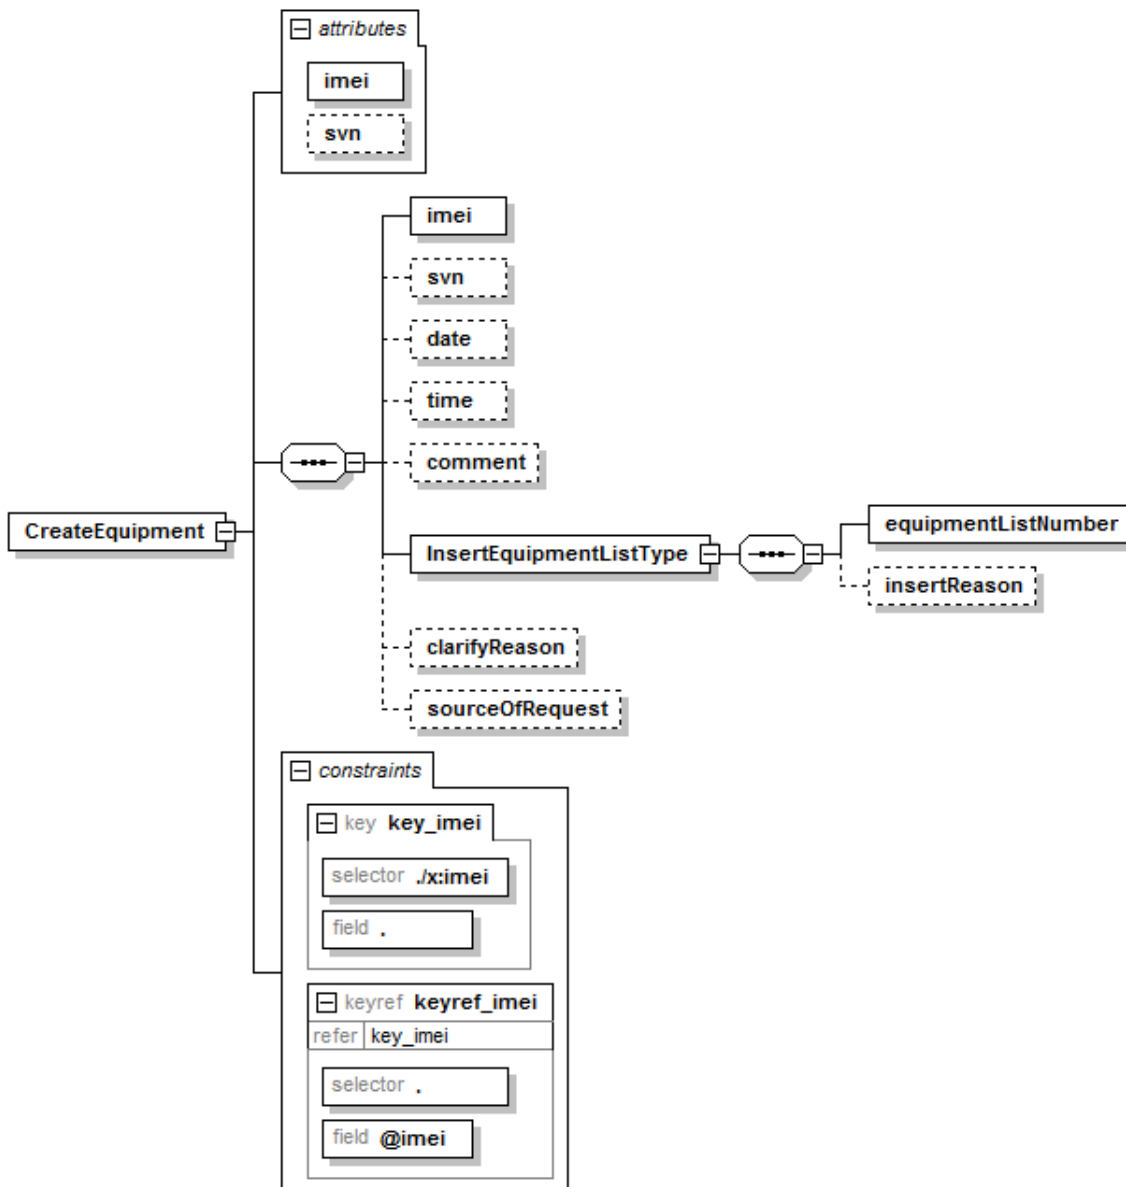 attributes
imei
svn
imei
svn
date
time
comment
CreateEquipment
InsertEquipmentListType
equipmentListNumber
insertReason
clarifyReason
sourceOfRequest
constraints
key key_imei
selector ./x:imei
field .
keyref keyref_imei
refer key_imei
selector .
field @imei